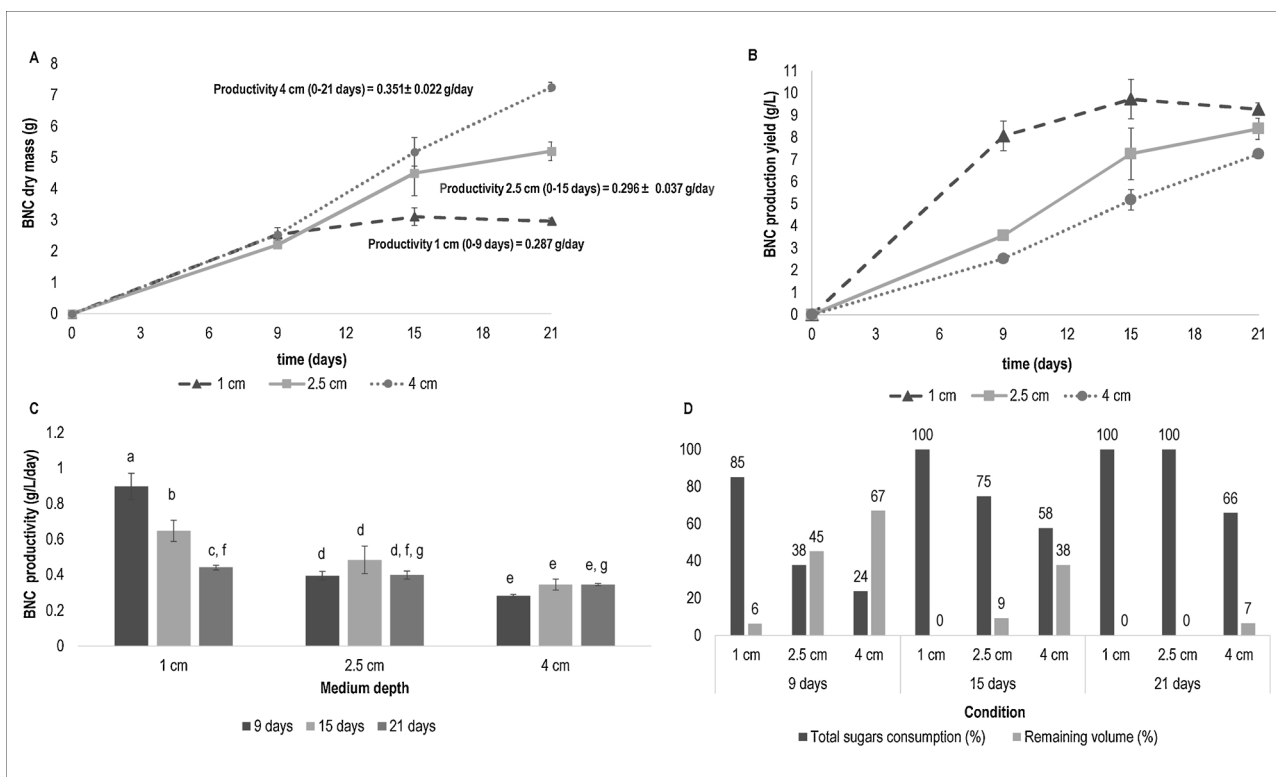 A
8
7
6
5
4
3
2
1
0
BNC dry mass (g)
Productivity 4 cm (0-21 days) = 0.351± 0.022 g/day
Productivity 2.5 cm (0-15 days) = 0.296 ± 0.037 g/day
Productivity 1 cm (0-9 days) = 0.287 g/day
0 3 6 9 12 15 18 21
time (days)
1 cm 2.5 cm 4 cm
B
11
10
9
8
7
6
5
4
3
2
1
0
BNC production yield (g/L)
0 3 6 9 12 15 18 21
time (days)
1 cm 2.5 cm 4 cm
C
1.2
1
0.8
0.6
0.4
0.2
0
BNC productivity (g/L/day)
a b c, f d d d, f, g e e e, g
1 cm 2.5 cm 4 cm
Medium depth
9 days 15 days 21 days
D
100
80
60
40
20
0
85 6 38 45 24 67 100 0 75 9 58 38 100 0 100 0 66 7
1 cm 2.5 cm 4 cm 1 cm 2.5 cm 4 cm 1 cm 2.5 cm 4 cm
9 days 15 days 21 days
Condition
Total sugars consumption (%) Remaining volume (%)